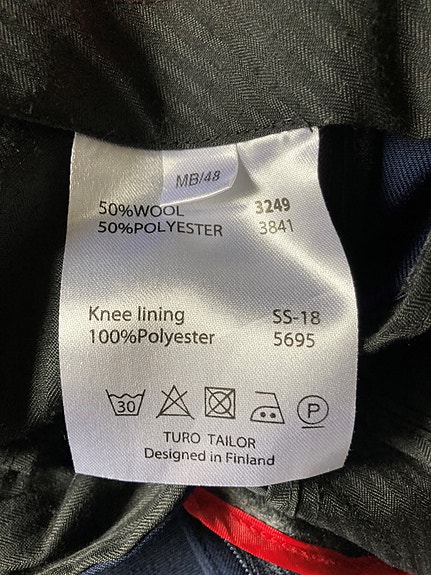 MB/48
50%WOOL 3249
50%POLYESTER 3841
Knee lining SS-18
100%Polyester 5695
30 P
TURO TAILOR
Designed in Finland